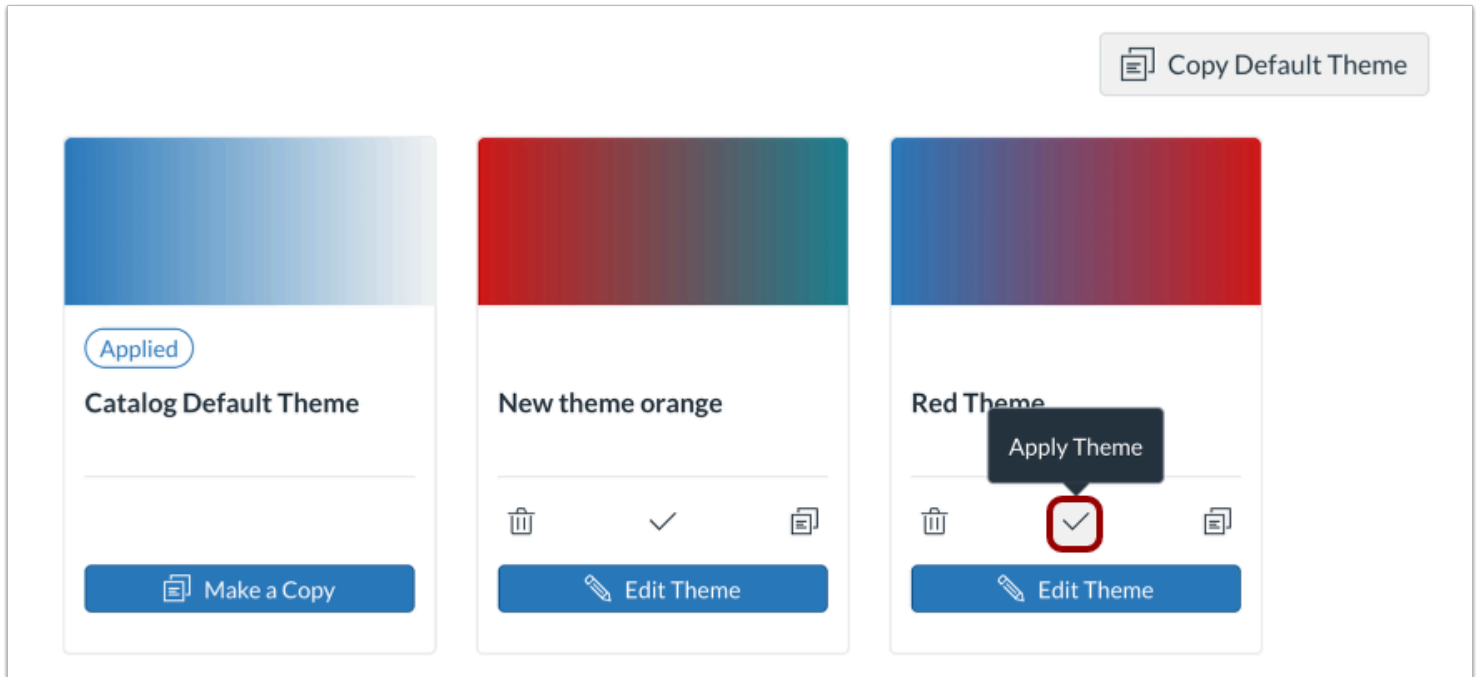 Copy Default Theme
Applied
Catalog Default Theme
Make a Copy
New theme orange
Edit Theme
Red Theme
Apply Theme
Edit Theme